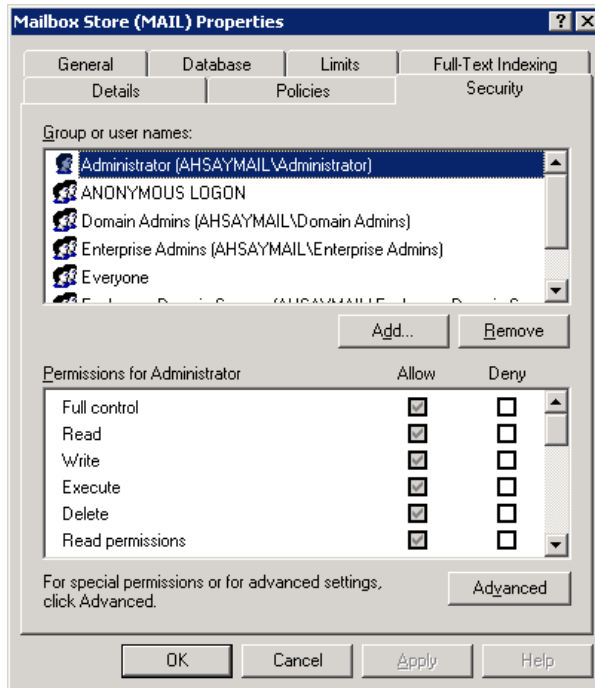 Mailbox Store (MAIL) Properties
General Database Limits Full-Text Indexing
Details Policies Security
Group or user names:
Administrator (AHSAYMAIL\Administrator)
ANONYMOUS LOGON
Domain Admins (AHSAYMAIL\Domain Admins)
Enterprise Admins (AHSAYMAIL\Enterprise Admins)
Everyone
Add... Remove
Permissions for Administrator Allow Deny
Full control
Read
Write
Execute
Delete
Read permissions
For special permissions or for advanced settings,
click Advanced.
Advanced
OK Cancel Apply Help